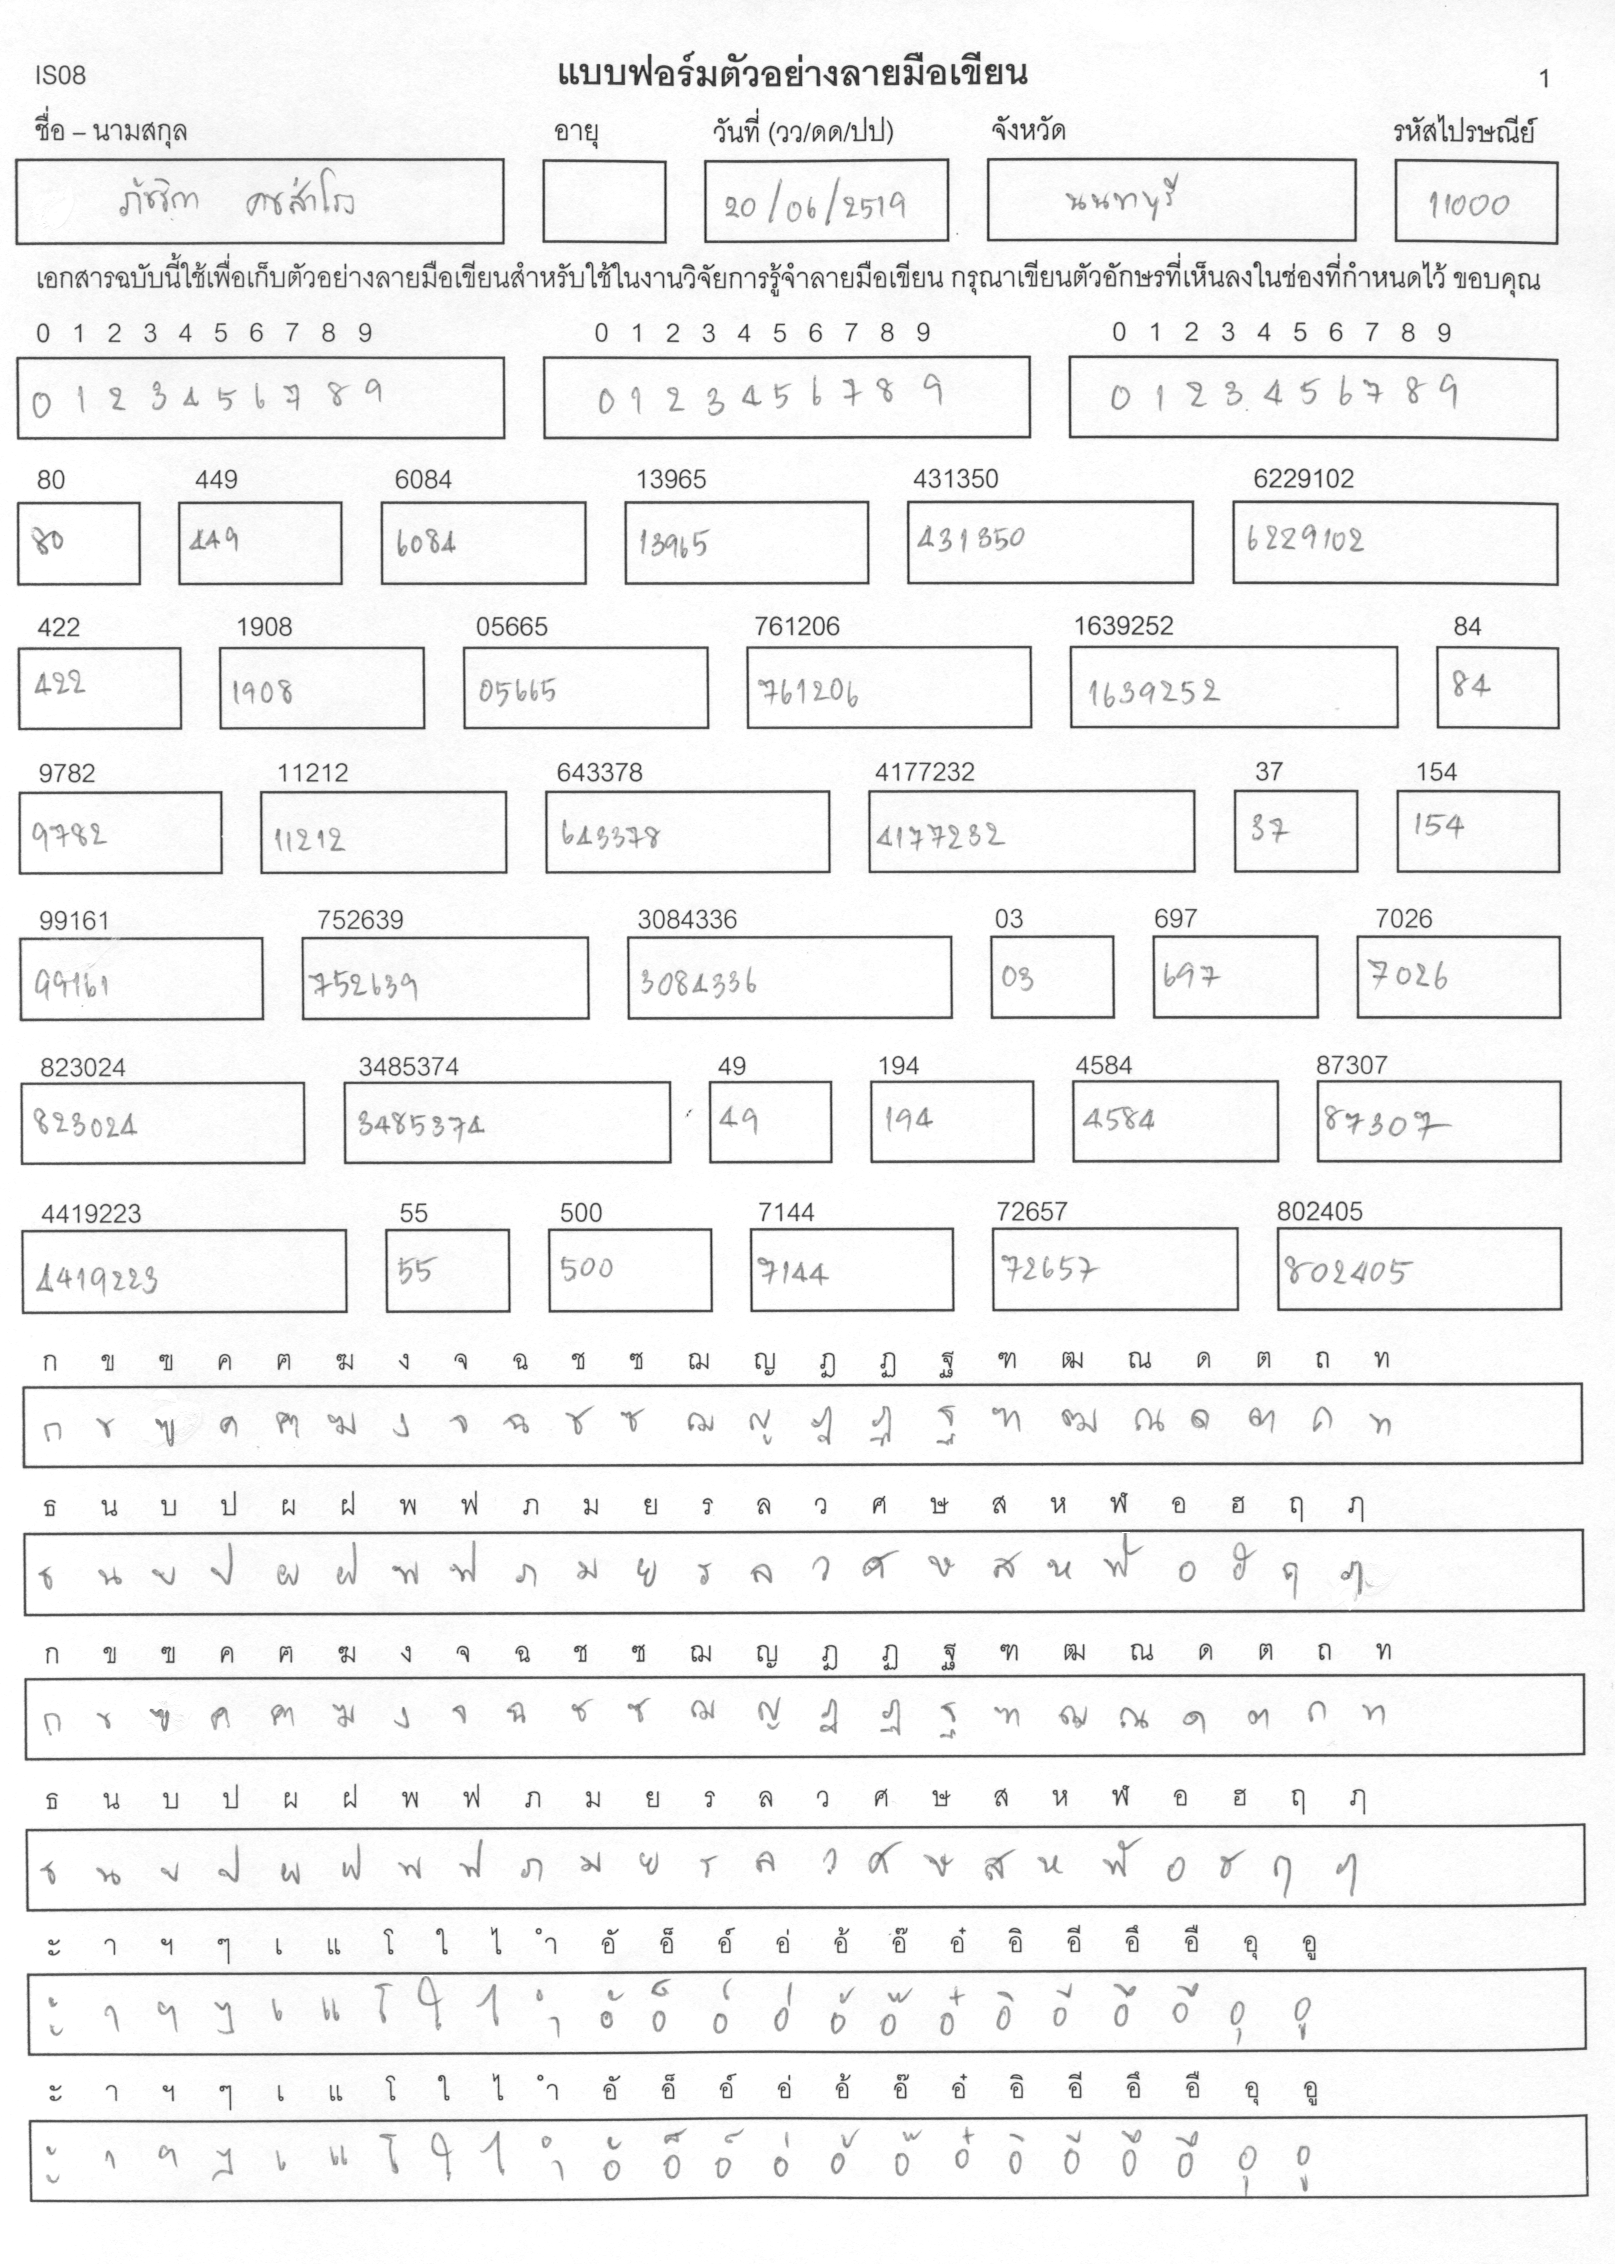 IS08 แบบฟอร์มตัวอย่างลายมือเขียน 1
ชื่อ – นามสกุล อายุ วันที่ (วว/ดด/ปป) จังหวัด รหัสไปรษณีย์
20/06/2519 นนทบุรี 11000
เอกสารฉบับนี้ใช้เพื่อเก็บตัวอย่างลายมือเขียนสำหรับใช้ในงานวิจัยการรู้จำลายมือเขียน กรุณาเขียนตัวอักษรที่เห็นลงในช่องที่กำหนดไว้ ขอบคุณ
0 1 2 3 4 5 6 7 8 9 0 1 2 3 4 5 6 7 8 9 0 1 2 3 4 5 6 7 8 9
0 1 2 3 4 5 6 7 8 9 0 1 2 3 4 5 6 7 8 9 0 1 2 3 4 5 6 7 8 9
80 449 6084 13965 431350 6229102
80 449 6084 13965 431350 6229102
422 1908 05665 761206 1639252 84
422 1908 05665 761206 1639252 84
9782 11212 643378 4177232 37 154
9782 11212 643378 4177232 37 154
99161 752639 3084336 03 697 7026
99161 752639 3084336 03 697 7026
823024 3485374 49 194 4584 87307
823024 3485374 49 194 4584 87307
4419223 55 500 7144 72657 802405
4419223 55 500 7144 72657 802405
ก ข ฃ ค ฅ ฆ ง จ ฉ ช ซ ฌ ญ ฎ ฏ ฐ ฑ ฒ ณ ด ต ถ ท
ก ข ฃ ค ฅ ฆ ง จ ฉ ช ซ ฌ ญ ฎ ฏ ฐ ฑ ฒ ณ ด ต ถ ท
ธ น บ ป ผ ฝ พ ฟ ภ ม ย ร ล ว ศ ษ ส ห ฬ อ ฮ ฤ ฦ
ธ น บ ป ผ ฝ พ ฟ ภ ม ย ร ล ว ศ ษ ส ห ฬ อ ฮ ฤ ฦ
ก ข ฃ ค ฅ ฆ ง จ ฉ ช ซ ฌ ญ ฎ ฏ ฐ ฑ ฒ ณ ด ต ถ ท
ก ข ฃ ค ฅ ฆ ง จ ฉ ช ซ ฌ ญ ฎ ฏ ฐ ฑ ฒ ณ ด ต ถ ท
ธ น บ ป ผ ฝ พ ฟ ภ ม ย ร ล ว ศ ษ ส ห ฬ อ ฮ ฤ ฦ
ธ น บ ป ผ ฝ พ ฟ ภ ม ย ร ล ว ศ ษ ส ห ฬ อ ฮ ฤ ฦ
ะ า ฯ ๆ เ แ โ ใ ไ ำ อั อ็ อ์ อ่ อ้ อ๊ อ๋ อิ อี อึ อื อุ อู
ะ า ฯ ๆ เ แ โ ใ ไ ำ อั อ็ อ์ อ่ อ้ อ๊ อ๋ อิ อี อึ อื อุ อู
ะ า ฯ ๆ เ แ โ ใ ไ ำ อั อ็ อ์ อ่ อ้ อ๊ อ๋ อิ อี อึ อื อุ อู
ะ า ฯ ๆ เ แ โ ใ ไ ำ อั อ็ อ์ อ่ อ้ อ๊ อ๋ อิ อี อึ อื อุ อู